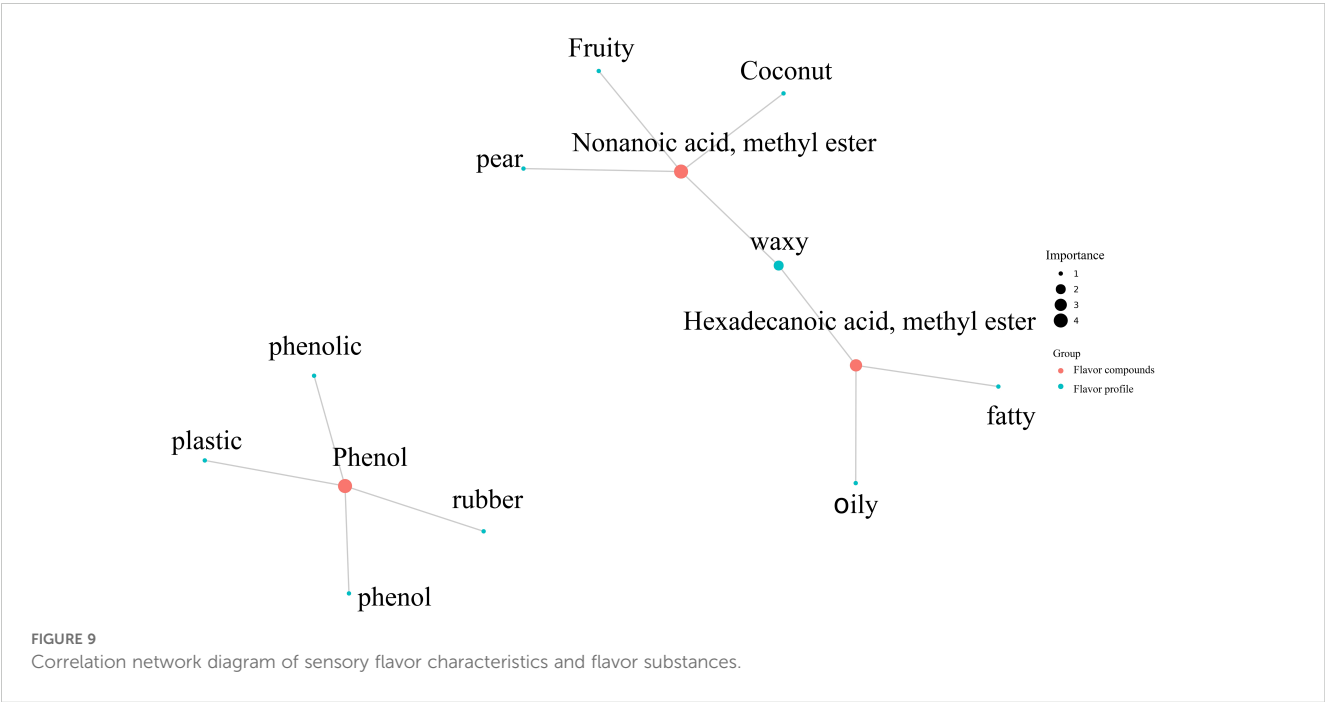 Fruity
Coconut
Nonanoic acid, methyl ester
pear
waxy
Importance
1
2
3
4
Hexadecanoic acid, methyl ester
Group
Flavor compounds
Flavor profile
phenolic
fatty
plastic
Phenol
rubber
oily
phenol
FIGURE 9
Correlation network diagram of sensory flavor characteristics and flavor substances.